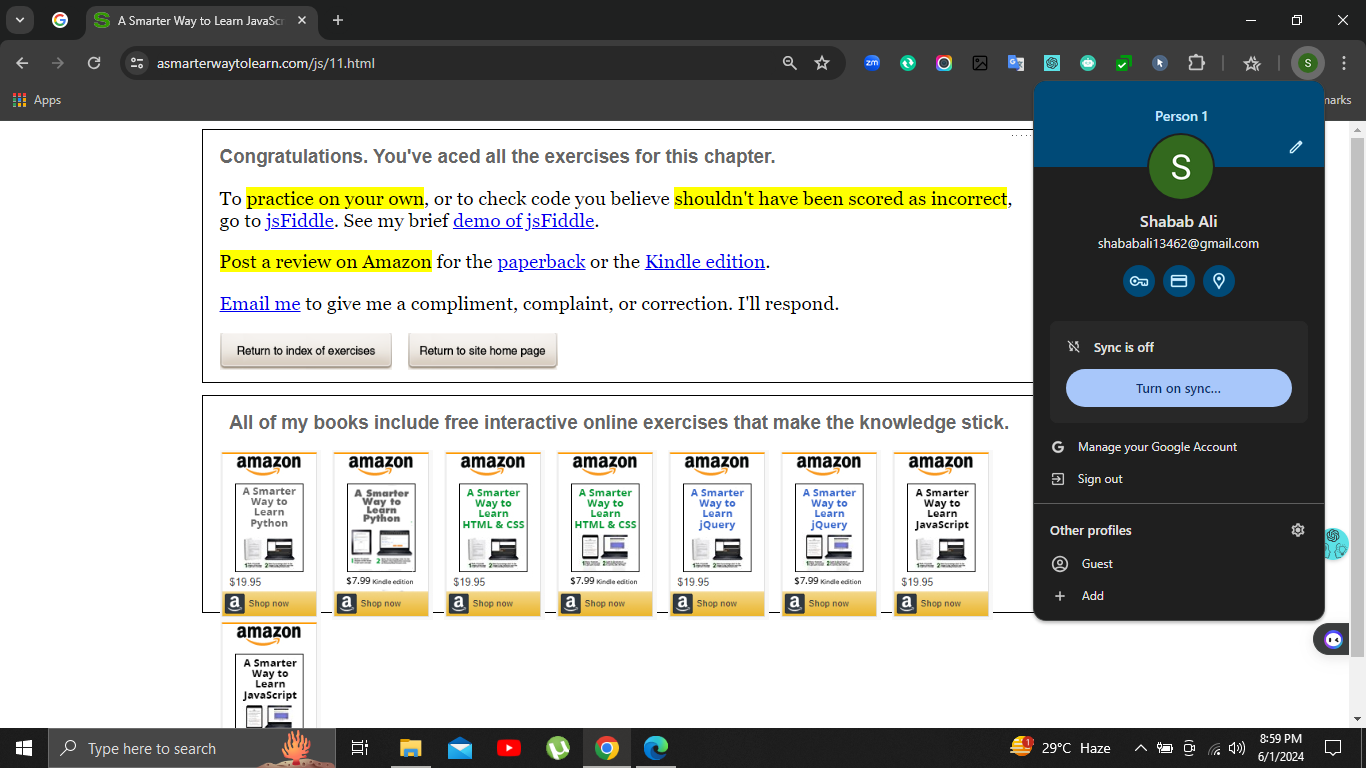 A Smarter Way to Learn JavaScr
asmarterwaytolearn.com/js/11.html
zm
S
Apps
marks
Congratulations. You've aced all the exercises for this chapter.
To practice on your own, or to check code you believe shouldn't have been scored as incorrect,
go to jsFiddle. See my brief demo of jsFiddle.
Post a review on Amazon for the paperback or the Kindle edition.
Email me to give me a compliment, complaint, or correction. I'll respond.
Return to index of exercises Return to site home page
All of my books include free interactive online exercises that make the knowledge stick.
amazon amazon amazon amazon amazon amazon amazon
A Smarter A Smarter A Smarter A Smarter A Smarter A Smarter A Smarter
Way to Way to Way to Way to Way to Way to Way to
Learn Learn Learn Learn Learn Learn Learn
Python Python HTML & CSS HTML & CSS jQuery jQuery JavaScript
$19.95 $7.99 Kindle edition $19.95 $7.99 Kindle edition $19.95 $7.99 Kindle edition $19.95
a Shop now a Shop now a Shop now a Shop now a Shop now a Shop now a Shop now
amazon
A Smarter
Way to
Learn
JavaScript
Person 1
S
Shabab Ali
shababali13462@gmail.com
Sync is off
Turn on sync...
G Manage your Google Account
Sign out
Other profiles
Guest
Add
Type here to search
1
29°C Haze
8:59 PM
6/1/2024